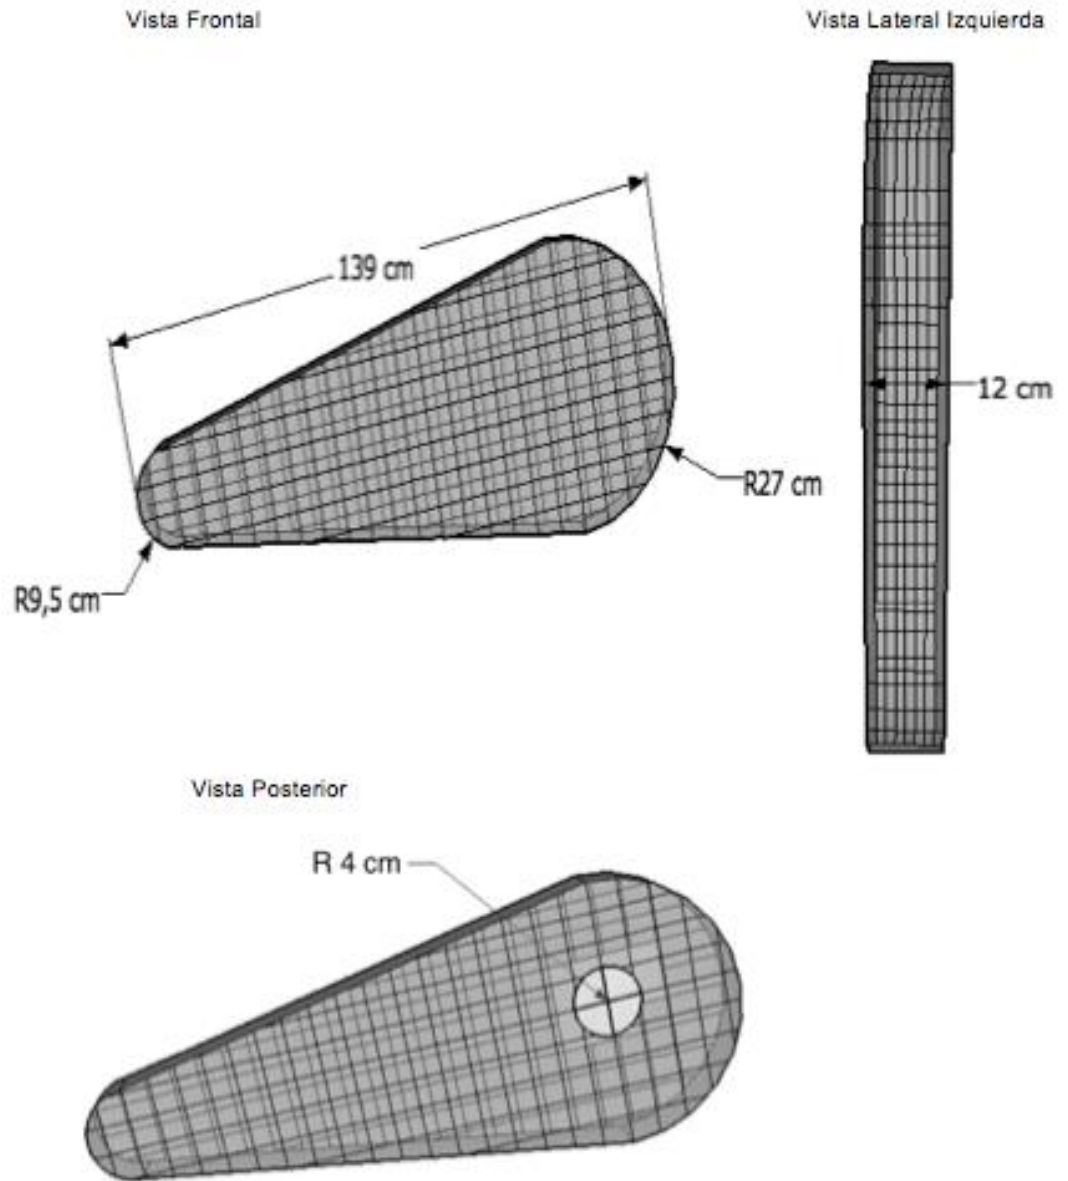 Vista Frontal
Vista Lateral Izquierda
139 cm
12 cm
R27 cm
R9,5 cm
Vista Posterior
R 4 cm